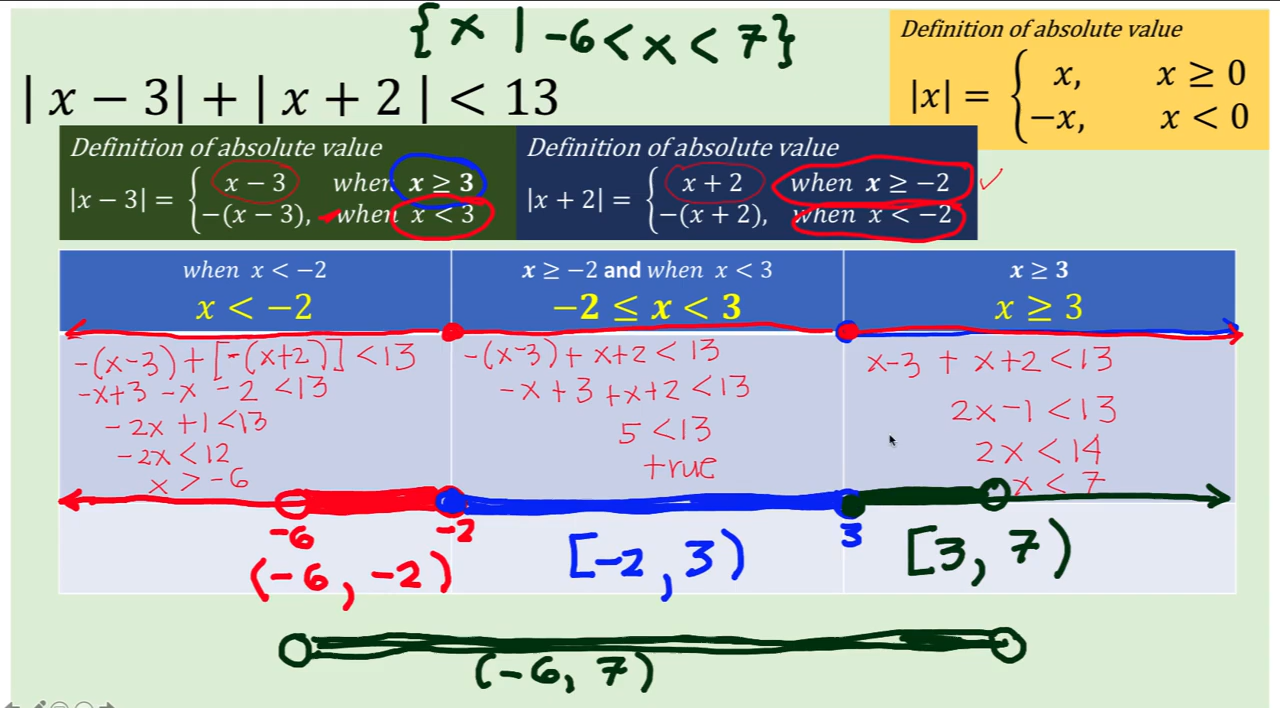 {x | -6 < x < 7}
|x − 3| + |x + 2| < 13
Definition of absolute value
|x| = { x, x ≥ 0
−x, x < 0
Definition of absolute value
|x − 3| = { x − 3 when x ≥ 3
−(x − 3), when x < 3
Definition of absolute value
|x + 2| = { x + 2 when x ≥ −2
−(x + 2), when x < −2
when x < −2
x < −2
-(x-3) + [-(x+2)] < 13
-x+3 -x -2 < 13
-2x +1 < 13
-2x < 12
x > -6
x ≥ −2 and when x < 3
−2 ≤ x < 3
-(x-3) + x+2 < 13
-x + 3 + x + 2 < 13
5 < 13
true
x ≥ 3
x ≥ 3
x-3 + x+2 < 13
2x-1 < 13
2x < 14
x < 7
-6 -2 3
(-6, -2) [-2, 3) [3, 7)
(-6, 7)